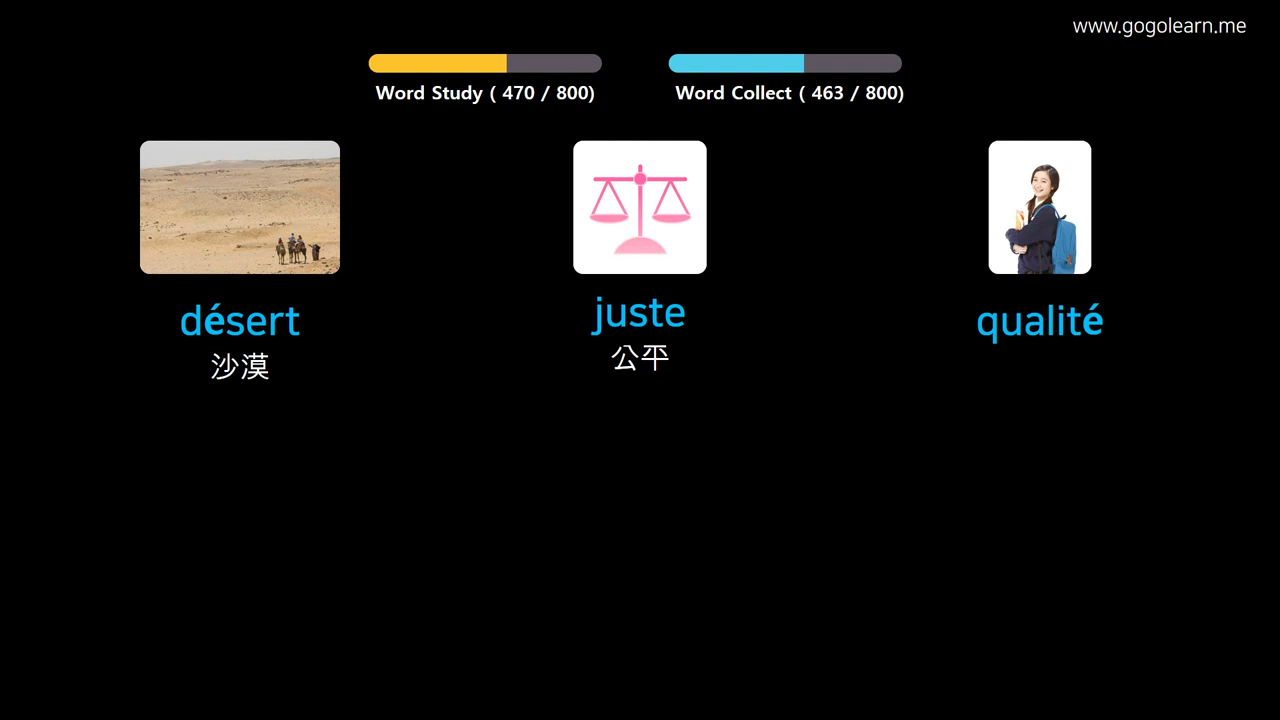 www.gogolearn.me
Word Study ( 470 / 800)
Word Collect ( 463 / 800)
désert
沙漠
juste
公平
qualité